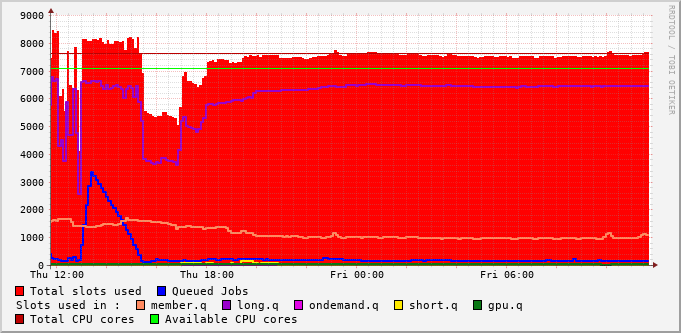 9000
8000
7000
6000
5000
4000
3000
2000
1000
0
Thu 12:00 Thu 18:00 Fri 00:00 Fri 06:00
RRDTOOL / TOBI OETIKER
Total slots used Queued Jobs
Slots used in : member.q long.q ondemand.q short.q gpu.q
Total CPU cores Available CPU cores